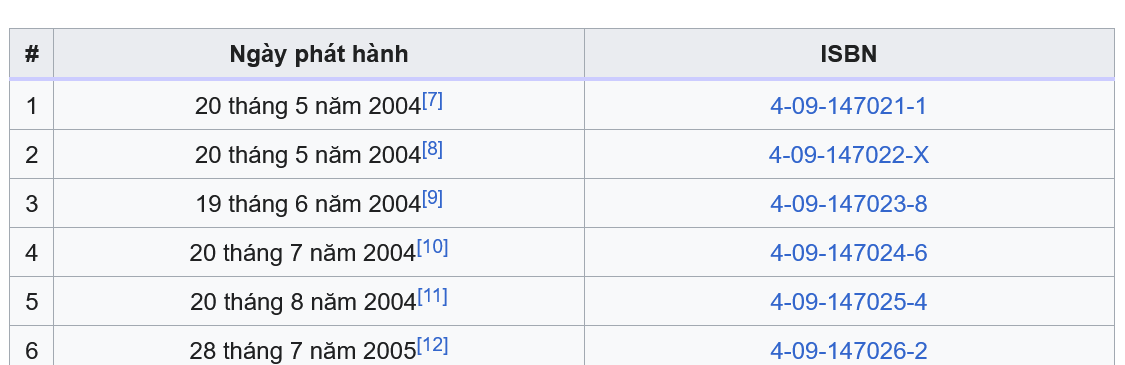 # Ngày phát hành ISBN
1 20 tháng 5 năm 2004[7] 4-09-147021-1
2 20 tháng 5 năm 2004[8] 4-09-147022-X
3 19 tháng 6 năm 2004[9] 4-09-147023-8
4 20 tháng 7 năm 2004[10] 4-09-147024-6
5 20 tháng 8 năm 2004[11] 4-09-147025-4
6 28 tháng 7 năm 2005[12] 4-09-147026-2